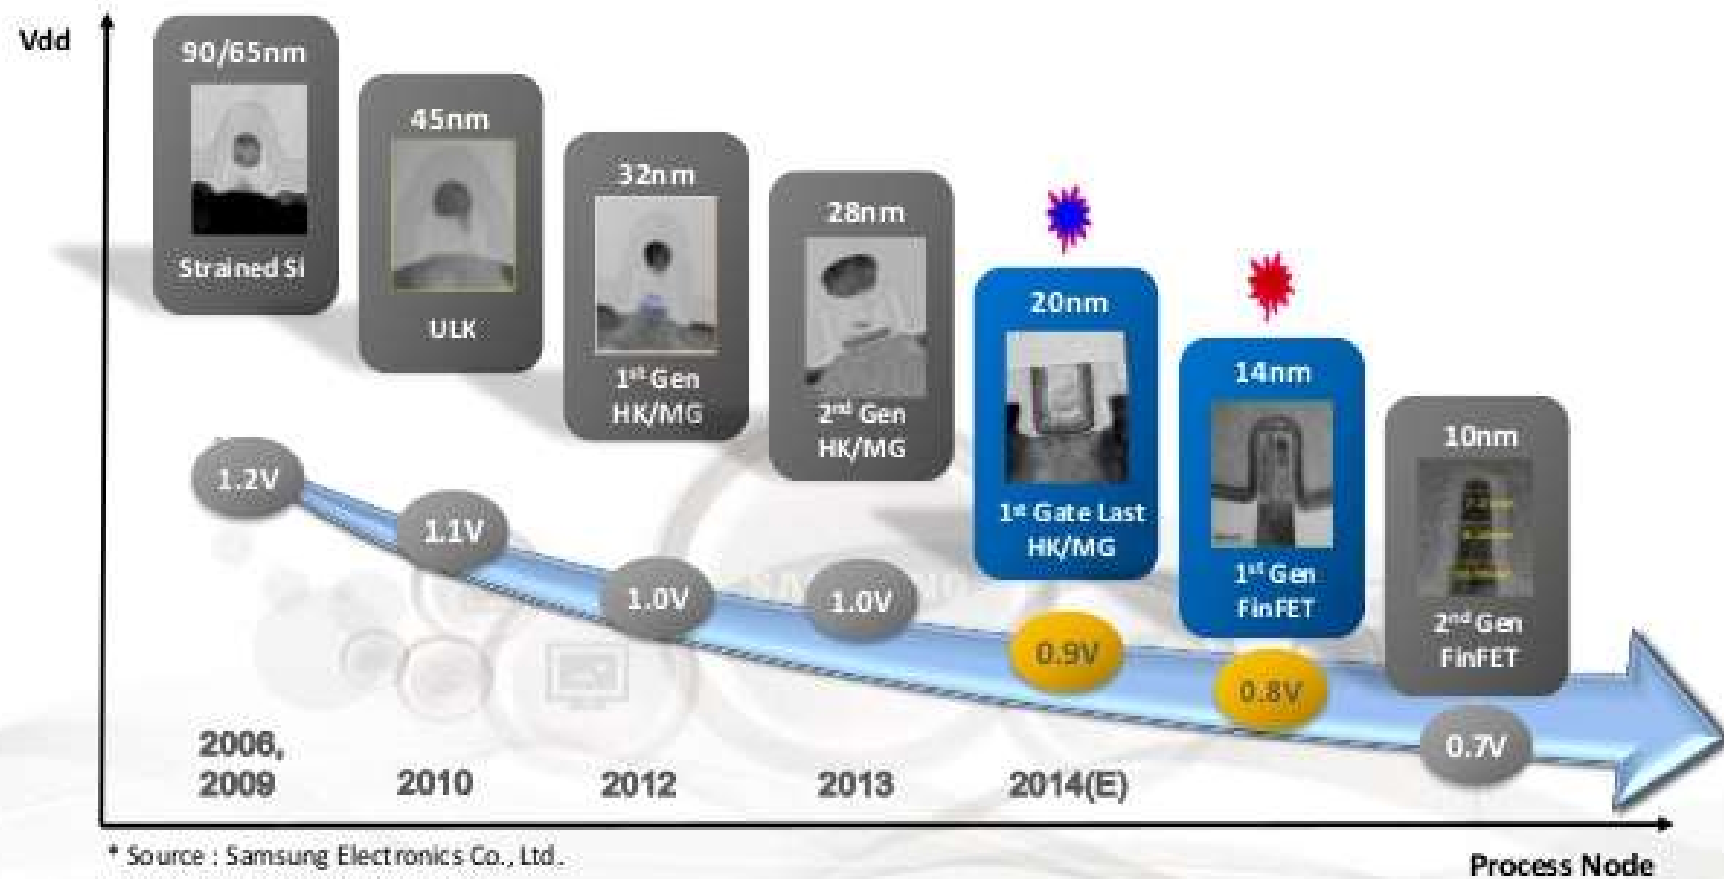 Vdd
90/65nm
Strained Si
45nm
ULK
32nm
1st Gen
HK/MG
28nm
2nd Gen
HK/MG
20nm
1st Gate Last
HK/MG
14nm
1st Gen
FinFET
10nm
2nd Gen
FinFET
1.2V
1.1V
1.0V
1.0V
0.9V
0.8V
0.7V
2006,
2009
2010
2012
2013
2014(E)
* Source : Samsung Electronics Co., Ltd.
Process Node